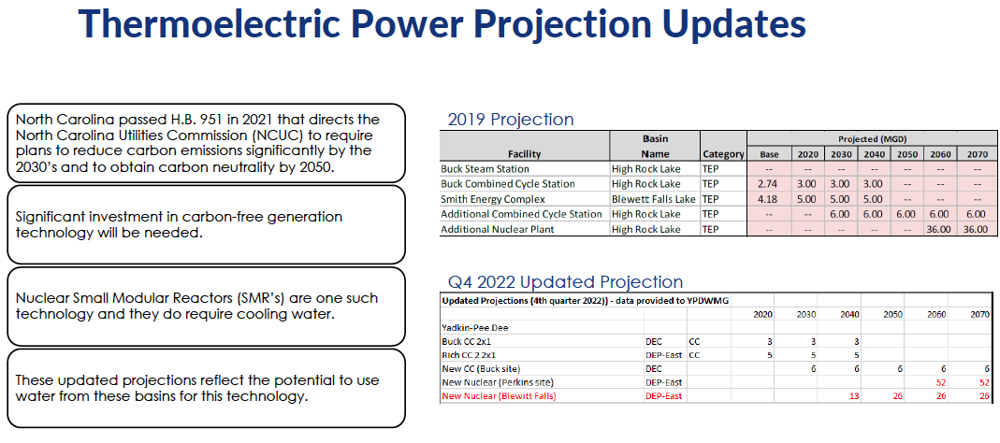 Thermoelectric Power Projection Updates
North Carolina passed H.B. 951 in 2021 that directs the
North Carolina Utilities Commission (NCUC) to require
plans to reduce carbon emissions significantly by the
2030's and to obtain carbon neutrality by 2050.
Significant investment in carbon-free generation
technology will be needed.
Nuclear Small Modular Reactors (SMR's) are one such
technology and they do require cooling water.
These updated projections reflect the potential to use
water from these basins for this technology.
2019 Projection
Facility Basin Name Category Projected (MGD)
Base 2020 2030 2040 2050 2060 2070
Buck Steam Station High Rock Lake TEP -- -- -- -- -- -- --
Buck Combined Cycle Station High Rock Lake TEP 2.74 3.00 3.00 3.00 -- -- --
Smith Energy Complex Blewett Falls Lake TEP 4.18 5.00 5.00 5.00 -- -- --
Additional Combined Cycle Station High Rock Lake TEP -- -- 6.00 6.00 6.00 6.00 6.00
Additional Nuclear Plant High Rock Lake TEP -- -- -- -- -- 36.00 36.00
Q4 2022 Updated Projection
Updated Projections (4th quarter 2022)) - data provided to YPDWMG
2020 2030 2040 2050 2060 2070
Yadkin-Pee Dee
Buck CC 2x1 DEC CC 3 3 3
Rich CC 2 2x1 DEP-East CC 5 5 5
New CC (Buck site) DEC 6 6 6 6 6
New Nuclear (Perkins site) DEP-East 52 52
New Nuclear (Blewitt Falls) DEP-East 13 26 26 26